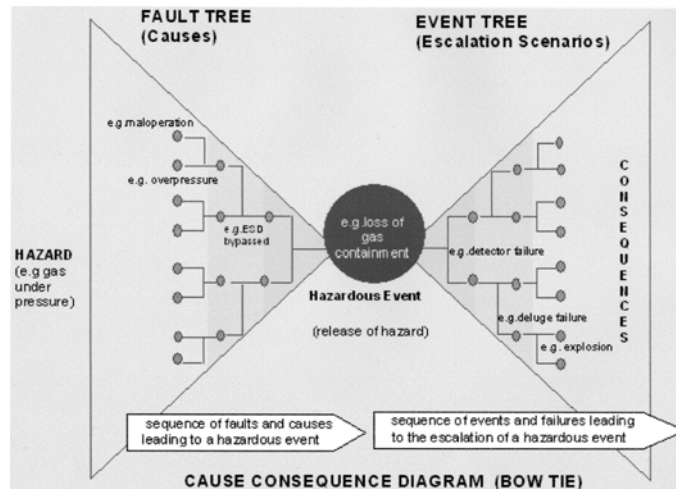 FAULT TREE
(Causes)
EVENT TREE
(Escalation Scenarios)
e.g.maloperation
e.g. overpressure
e.g.ESD
bypassed
HAZARD
(e.g gas
under
pressure)
e.g.loss of
gas
containment
Hazardous Event
(release of hazard)
e.g.detector failure
e.g.deluge failure
e.g. explosion
CONSEQUENCES
sequence of faults and causes
leading to a hazardous event
sequence of events and failures leading
to the escalation of a hazardous event
CAUSE CONSEQUENCE DIAGRAM (BOW TIE)